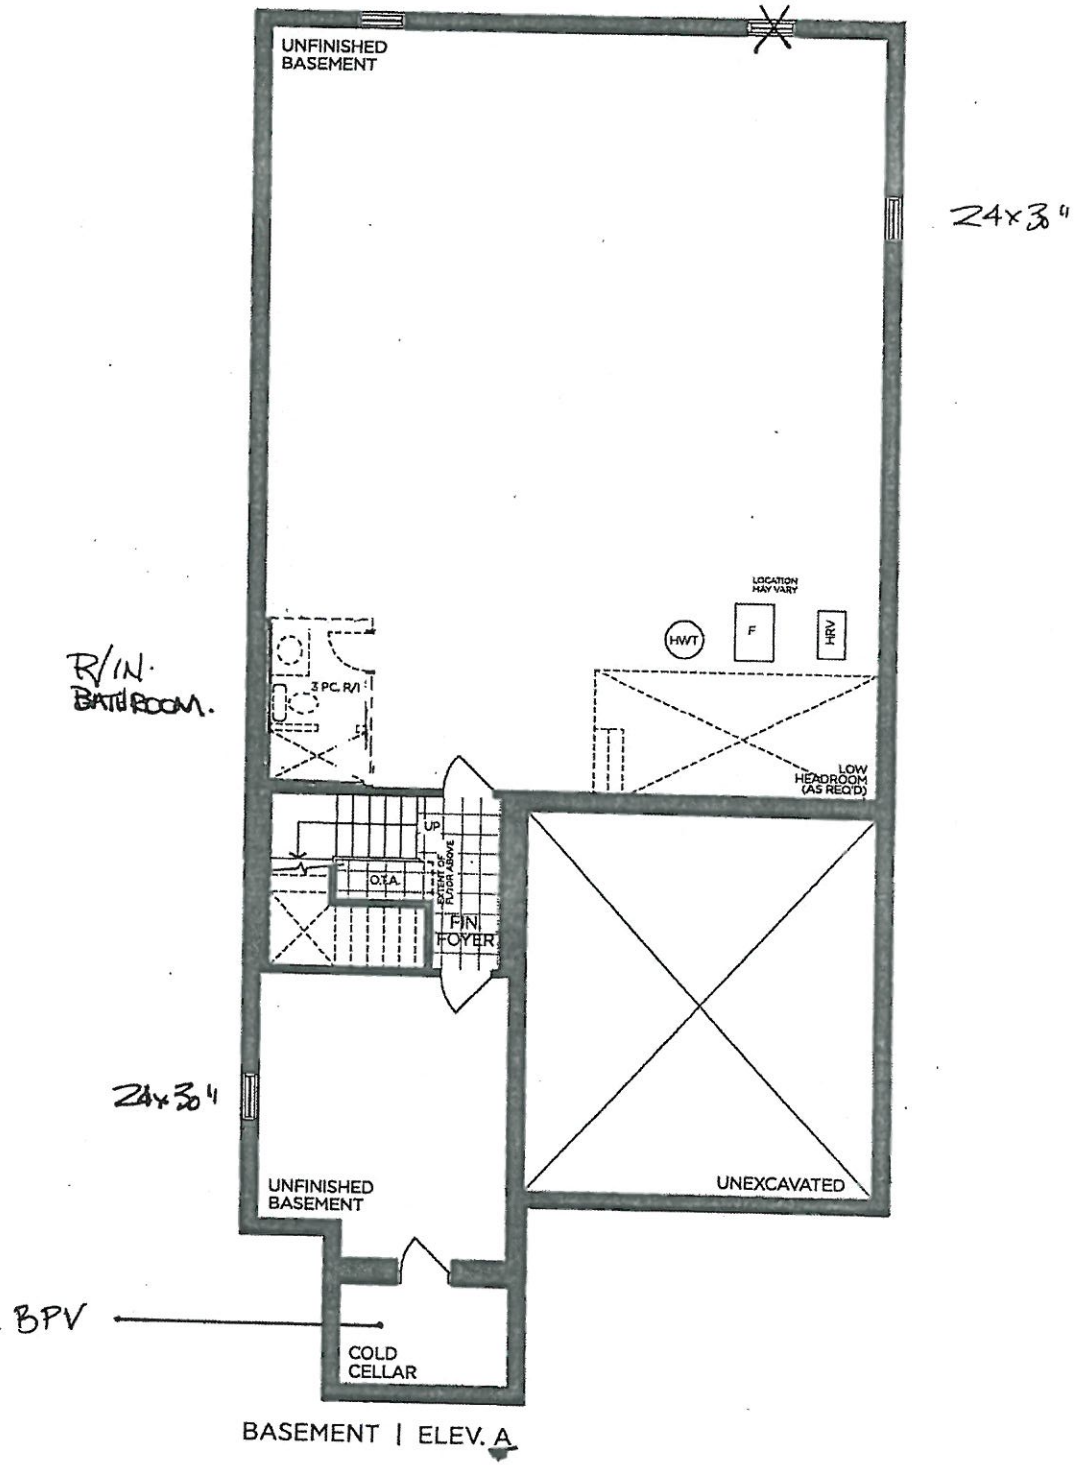 UNFINISHED
BASEMENT
24x30"
LOCATION
MAY VARY
HWT
F
HRV
R/IN.
BATHROOM.
3 PC. R/I
LOW
HEADROOM
(AS REQ'D)
UP
EXTENT OF
FLOOR ABOVE
O.T.A.
FIN.
FOYER
24x30"
UNFINISHED
BASEMENT
UNEXCAVATED
BPV
COLD
CELLAR
BASEMENT | ELEV. A